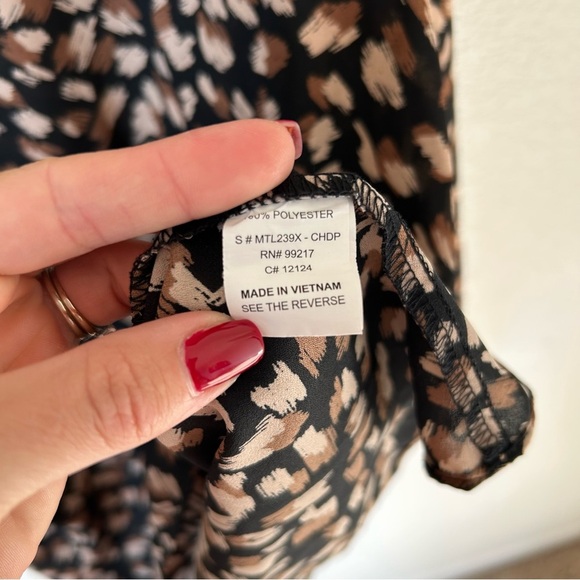 POLYESTER
S # MTL239X - CHDP
RN# 99217
C# 12124
MADE IN VIETNAM
SEE THE REVERSE